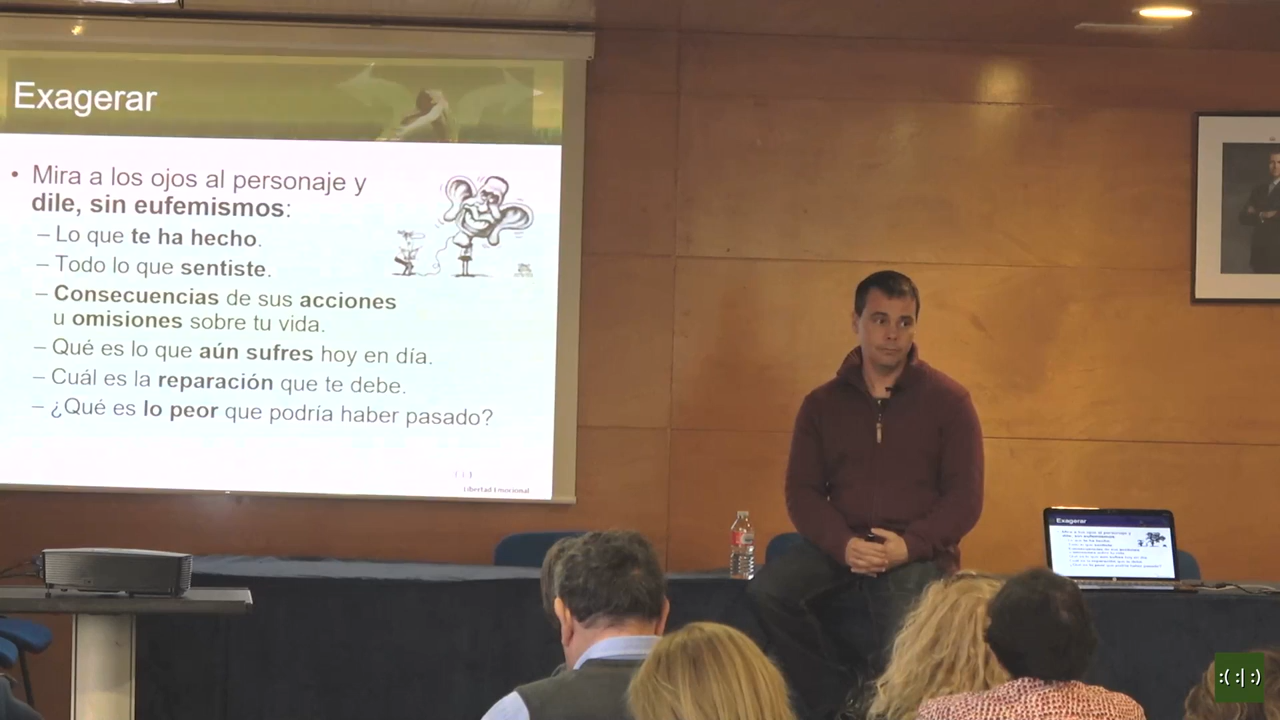 Exagerar
• Mira a los ojos al personaje y
dile, sin eufemismos:
– Lo que te ha hecho.
– Todo lo que sentiste.
– Consecuencias de sus acciones
u omisiones sobre tu vida.
– Qué es lo que aún sufres hoy en día.
– Cuál es la reparación que te debe.
– ¿Qué es lo peor que podría haber pasado?
Libertad Emocional
Exagerar
:(:|:)